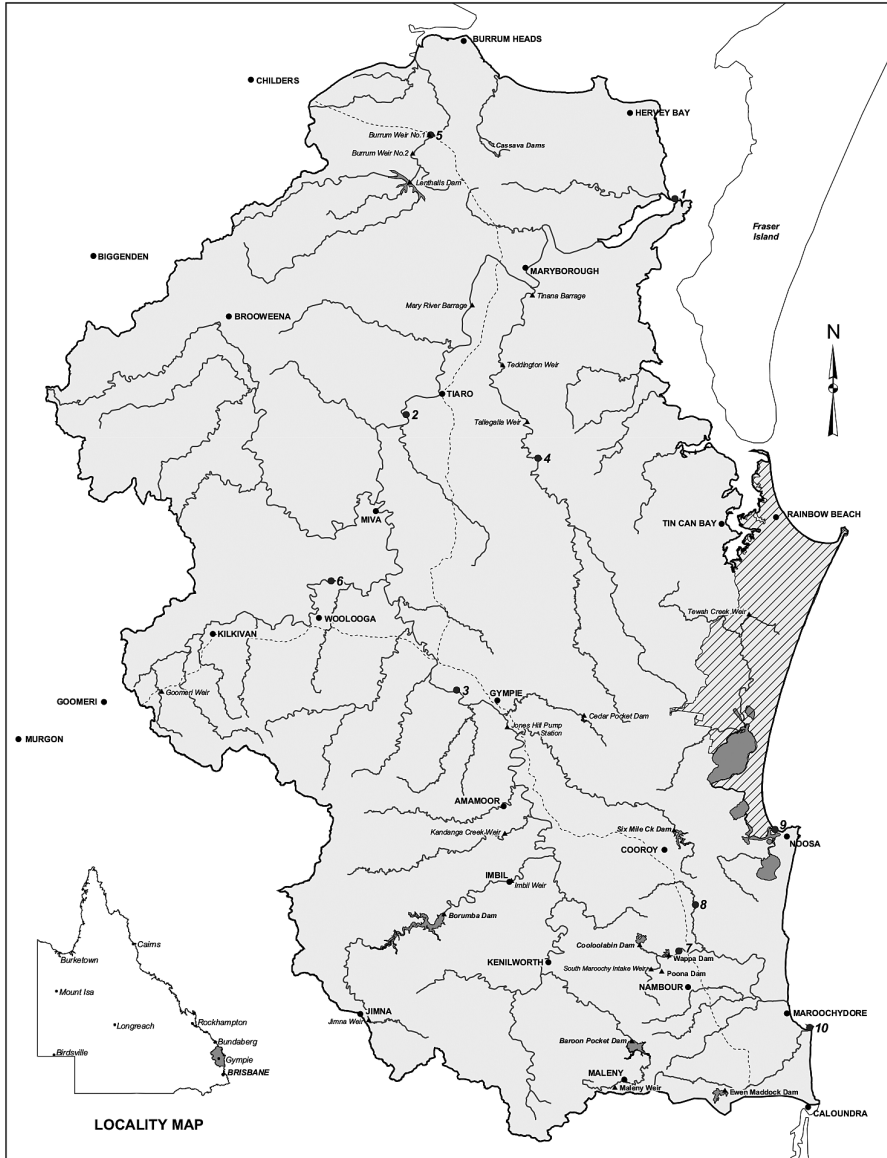 BURRUM HEADS
CHILDERS
HERVEY BAY
Burrum Weir No.1
5
Cassava Dams
Burrum Weir No.2
Lenthalls Dam
1
Fraser
Island
BIGGENDEN
MARYBOROUGH
Tinana Barrage
Mary River Barrage
BROOWEENA
N
Teddington Weir
TIARO
2
Tallegalla Weir
4
MIVA
TIN CAN BAY
RAINBOW BEACH
6
Tewah Creek Weir
WOOLOOGA
KILKIVAN
3
GYMPIE
GOOMERI
Goomeri Weir
Cedar Pocket Dam
Jones Hill Pump
Station
MURGON
AMAMOOR
Kandanga Creek Weir
Six Mile Ck Dam
9
NOOSA
COOROY
IMBIL
Imbil Weir
8
Borumba Dam
Cooloolabin Dam
7
Wappa Dam
KENILWORTH
South Maroochy Intake Weir
Poona Dam
NAMBOUR
JIMNA
Jimna Weir
MAROOCHYDORE
10
Baroon Pocket Dam
MALENY
Maleny Weir
Ewen Maddock Dam
CALOUNDRA
Cairns
Burketown
Mount Isa
Longreach
Rockhampton
Bundaberg
Birdsville
Gympie
BRISBANE
LOCALITY MAP